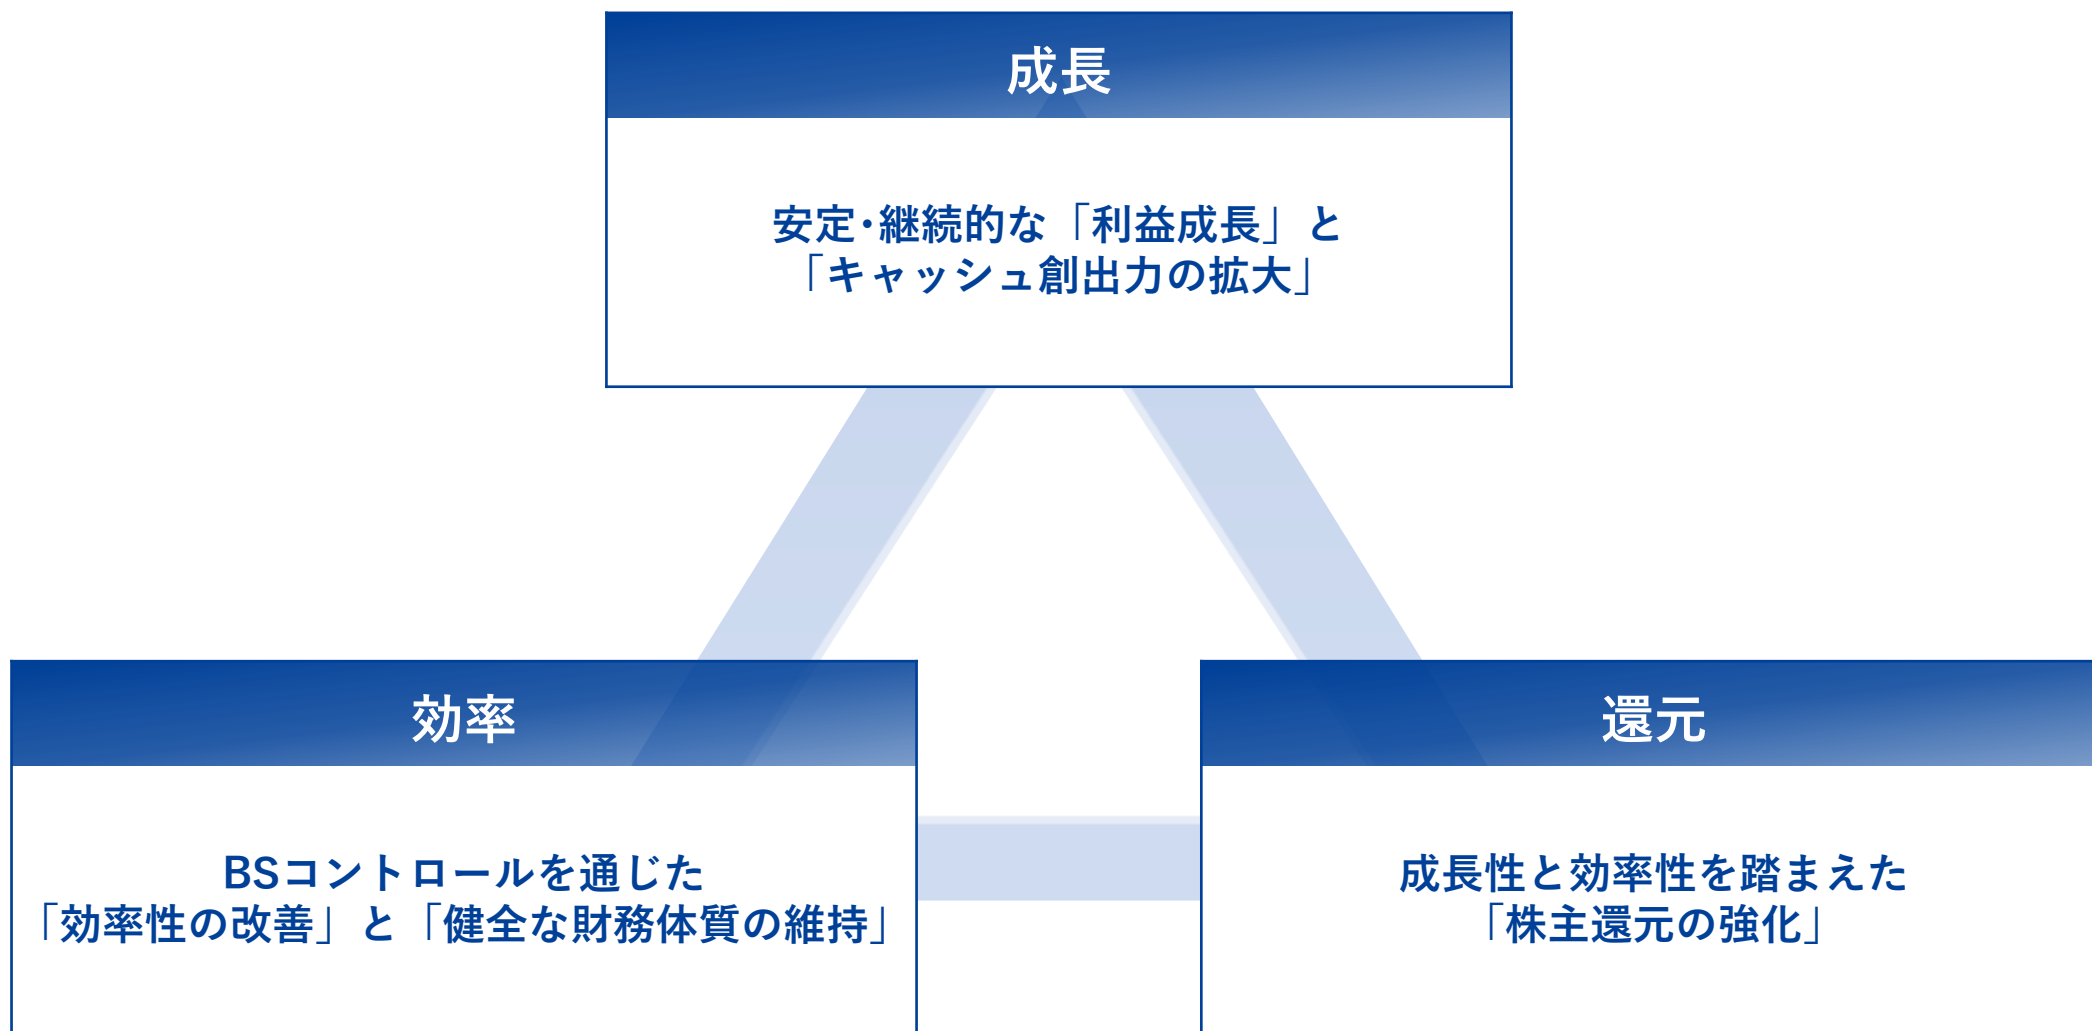 成長
安定･継続的な「利益成長」と
「キャッシュ創出力の拡大」
効率
BSコントロールを通じた
「効率性の改善」と「健全な財務体質の維持」
還元
成長性と効率性を踏まえた
「株主還元の強化」